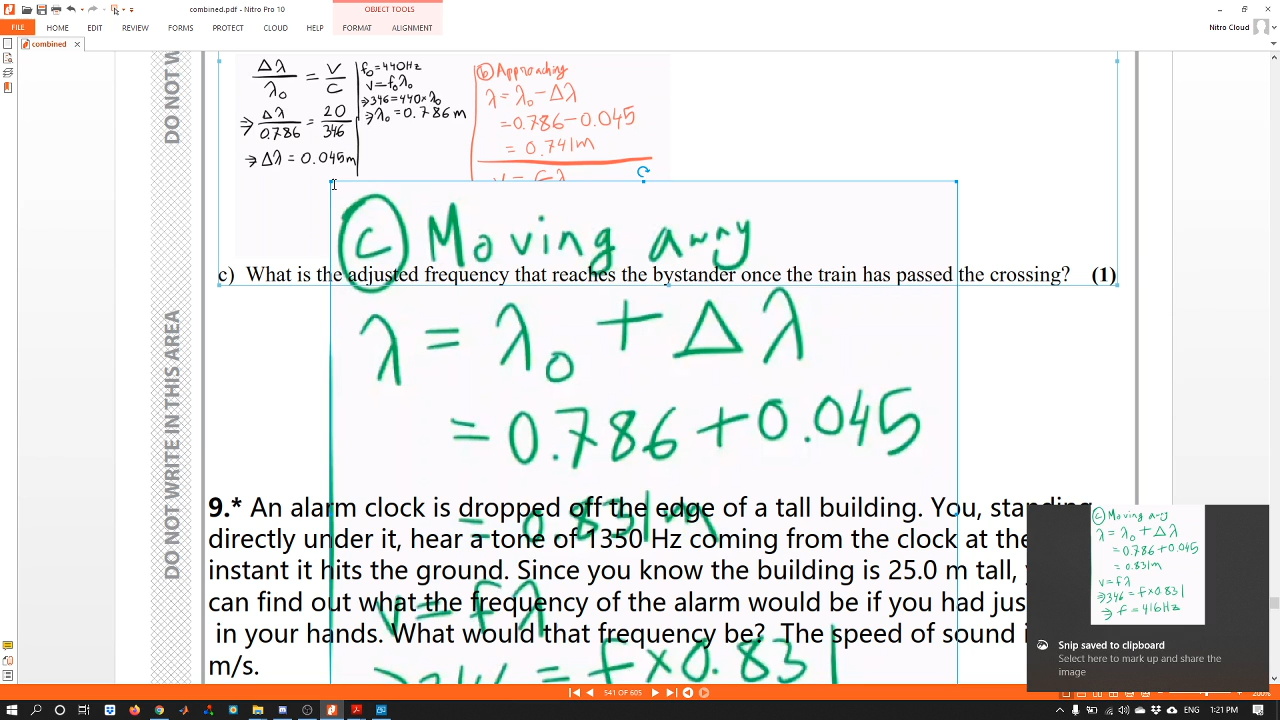 combined.pdf - Nitro Pro 10
OBJECT TOOLS
FILE HOME EDIT REVIEW FORMS PROTECT CLOUD HELP FORMAT ALIGNMENT
Nitro Cloud
combined
DO NOT W
Δλ/λ₀ = V/C
⇒ Δλ/0.786 = 20/346
⇒ Δλ = 0.045m
f₀=440Hz
v=f₀λ₀
⇒346=440×λ₀
⇒λ₀=0.786m
ⓑ Approaching
λ=λ₀-Δλ
=0.786-0.045
= 0.741m
v = fλ
ⓒ Moving away
c) What is the adjusted frequency that reaches the bystander once the train has passed the crossing? (1)
λ = λ₀ + Δλ
= 0.786+0.045
= 0.831m
v = fλ
⇒346 = f×0.831
DO NOT WRITE IN THIS AREA
9.* An alarm clock is dropped off the edge of a tall building. You, standing
directly under it, hear a tone of 1350 Hz coming from the clock at the
instant it hits the ground. Since you know the building is 25.0 m tall,
can find out what the frequency of the alarm would be if you had jus
in your hands. What would that frequency be? The speed of sound i
m/s.
ⓒ Moving away
λ=λ₀ + Δλ
=0.786+0.045
=0.831m
v=fλ
⇒346 = f×0.831
⇒ f = 416Hz
Snip saved to clipboard
Select here to mark up and share the
image
541 OF 605
200%
ENG 1:21 PM